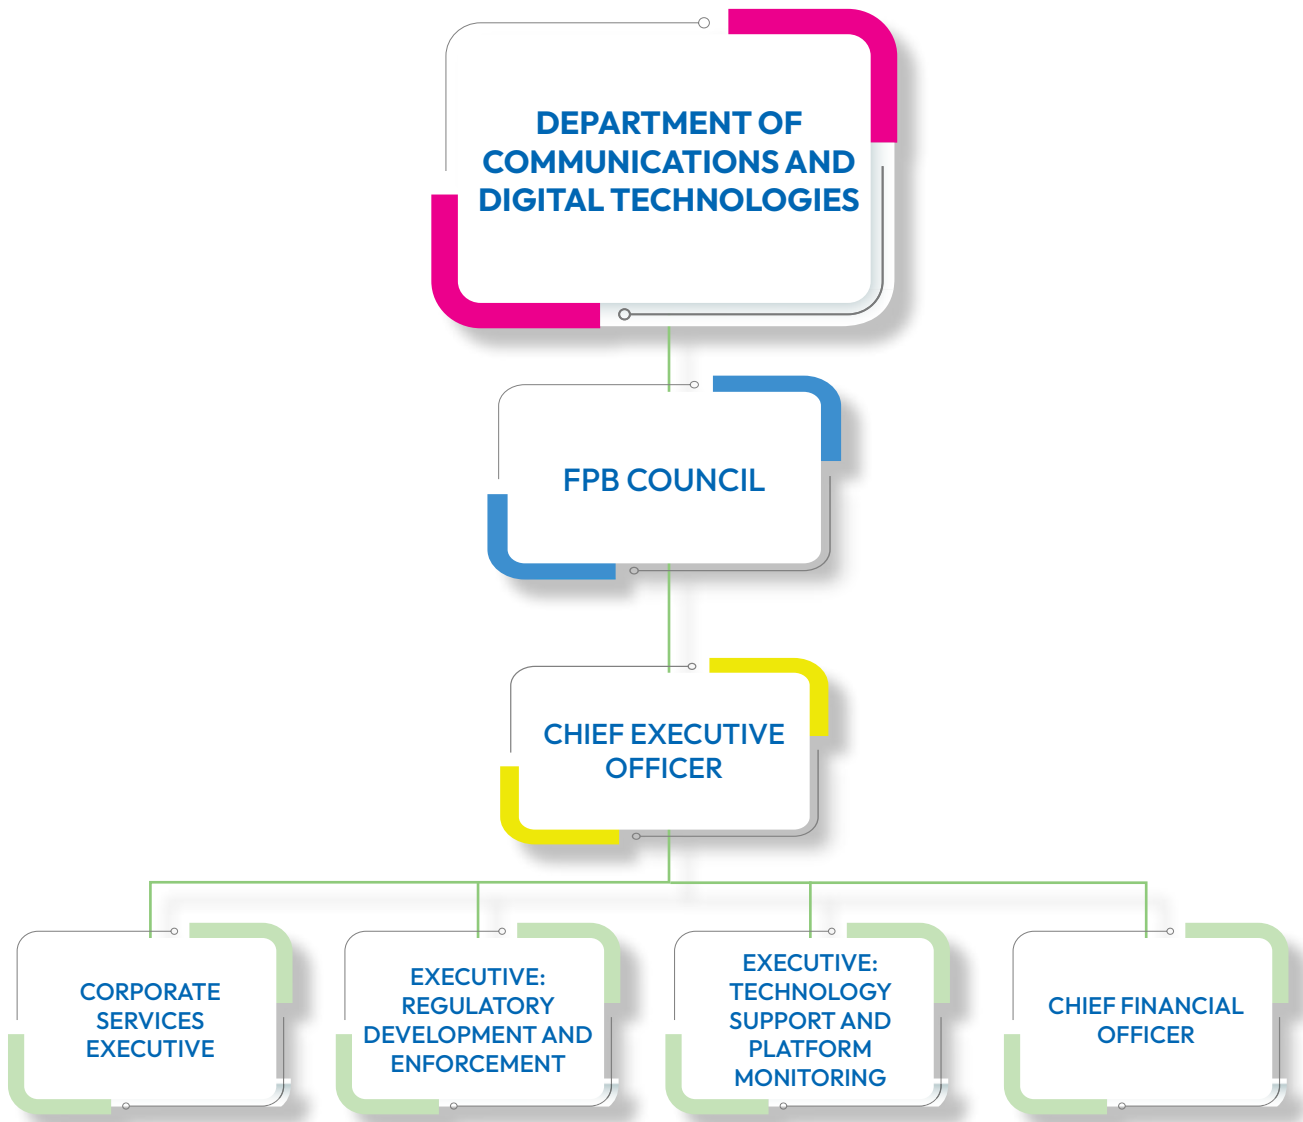 DEPARTMENT OF
COMMUNICATIONS AND
DIGITAL TECHNOLOGIES
FPB COUNCIL
CHIEF EXECUTIVE
OFFICER
CORPORATE
SERVICES
EXECUTIVE
EXECUTIVE:
REGULATORY
DEVELOPMENT AND
ENFORCEMENT
EXECUTIVE:
TECHNOLOGY
SUPPORT AND
PLATFORM
MONITORING
CHIEF FINANCIAL
OFFICER